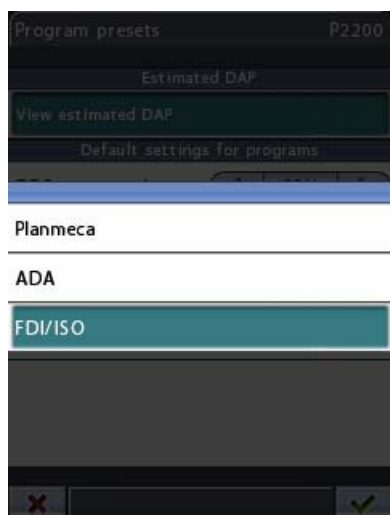 Program presets P2200
Estimated DAP
View estimated DAP
Default settings for programs
Planmeca
ADA
FDI/ISO